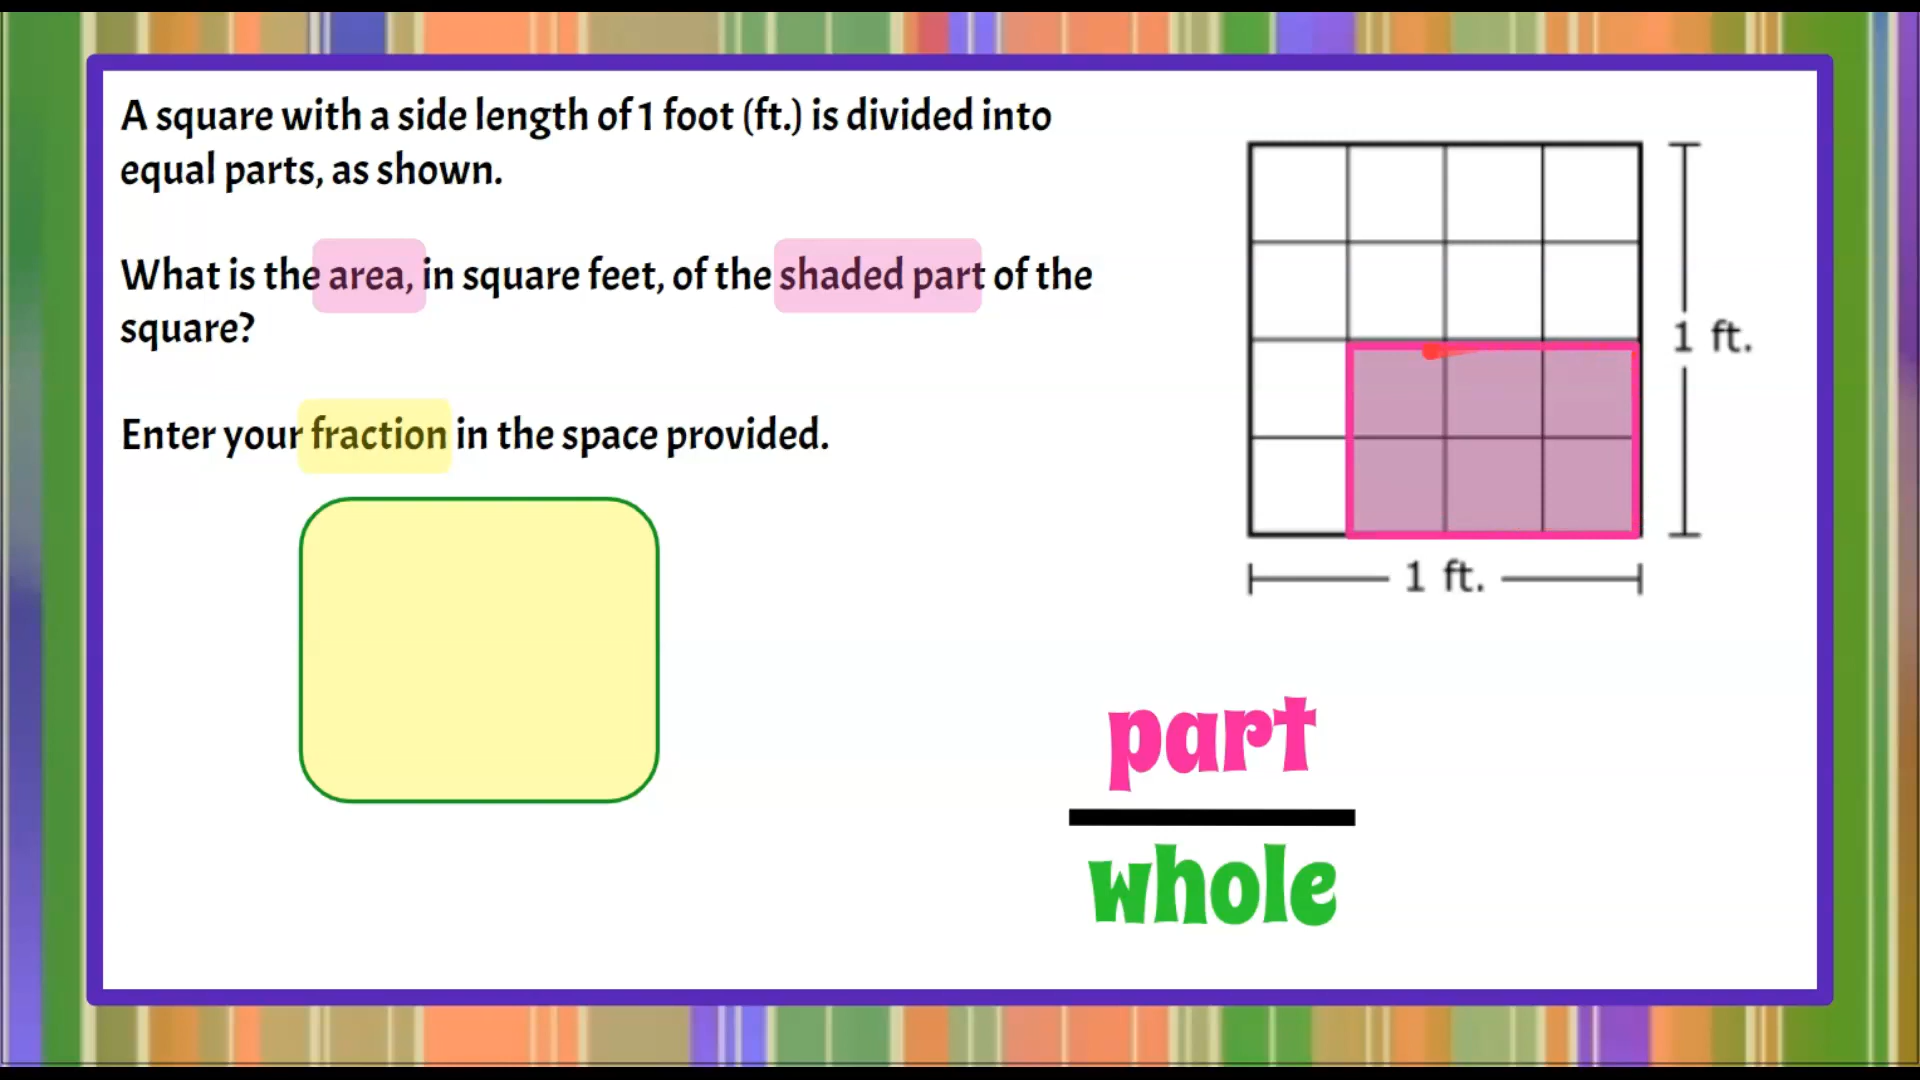 A square with a side length of 1 foot (ft.) is divided into
equal parts, as shown.
What is the area, in square feet, of the shaded part of the
square?
Enter your fraction in the space provided.
1 ft.
1 ft.
part
whole